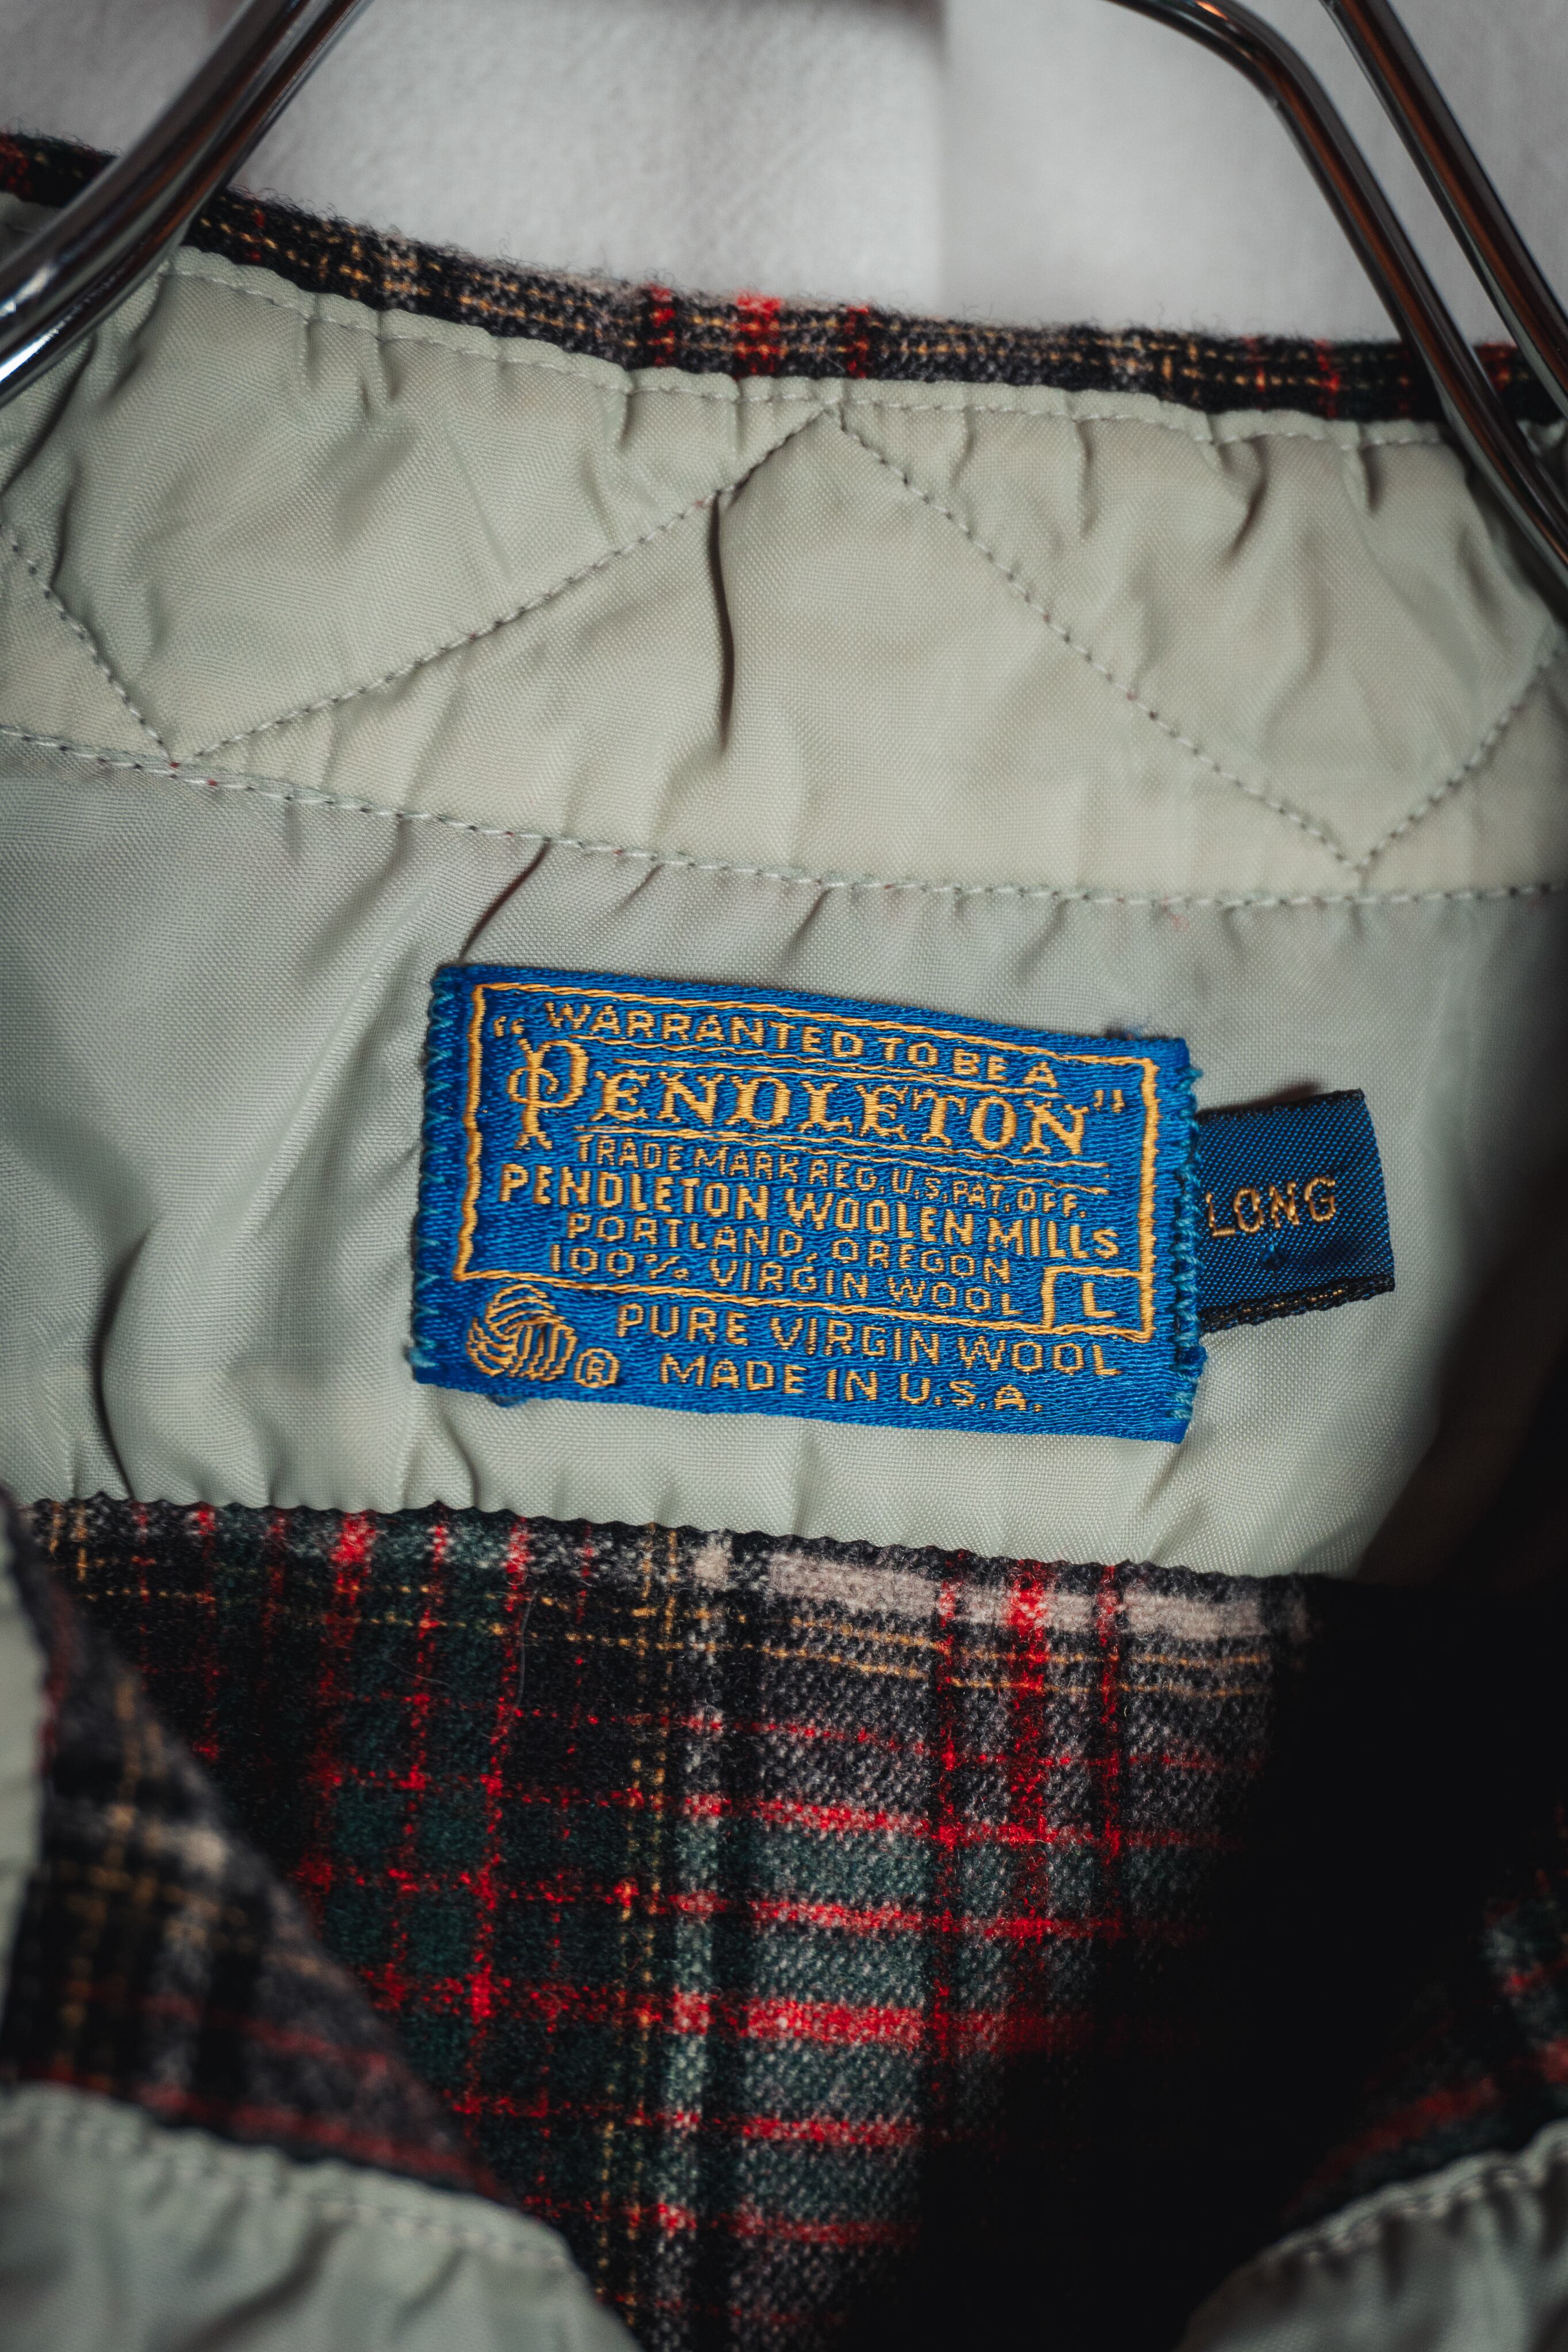 "WARRANTED TO BE A
PENDLETON"
TRADE MARK REG. U.S. PAT. OFF.
PENDLETON WOOLEN MILLS
PORTLAND, OREGON
100% VIRGIN WOOL L
PURE VIRGIN WOOL
® MADE IN U.S.A.
LONG